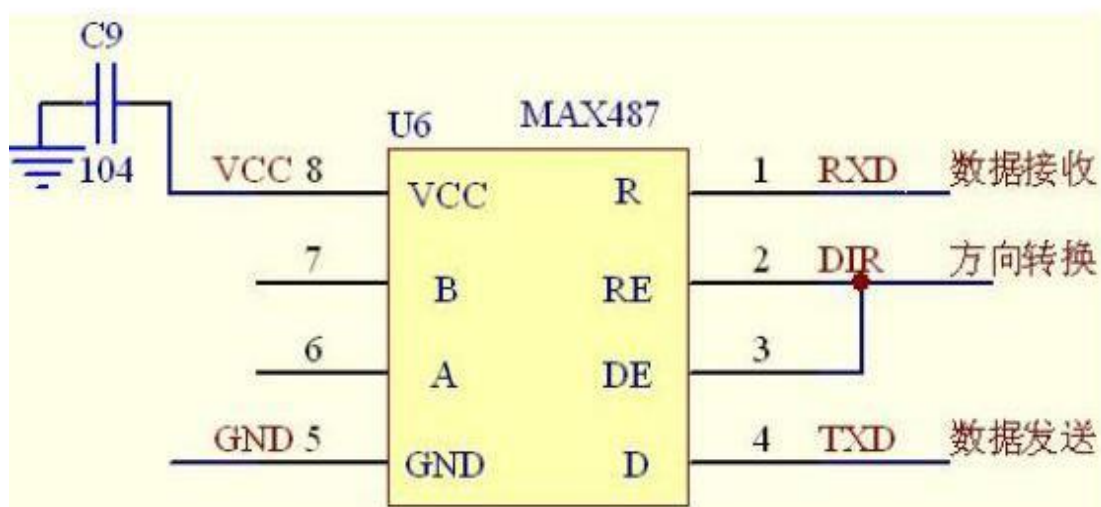 C9
104
U6 MAX487
VCC 8 VCC R 1 RXD 数据接收
7 B RE 2 DIR 方向转换
6 A DE 3
GND 5 GND D 4 TXD 数据发送